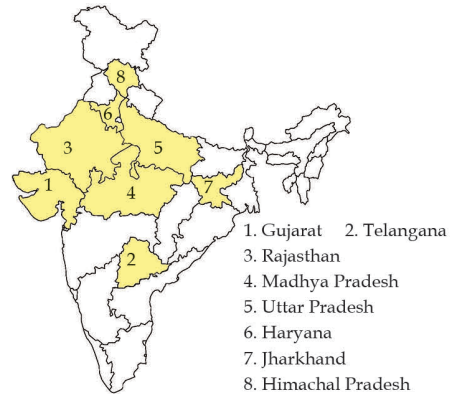 8
6
3
5
1
4
7
2
1. Gujarat 2. Telangana
3. Rajasthan
4. Madhya Pradesh
5. Uttar Pradesh
6. Haryana
7. Jharkhand
8. Himachal Pradesh